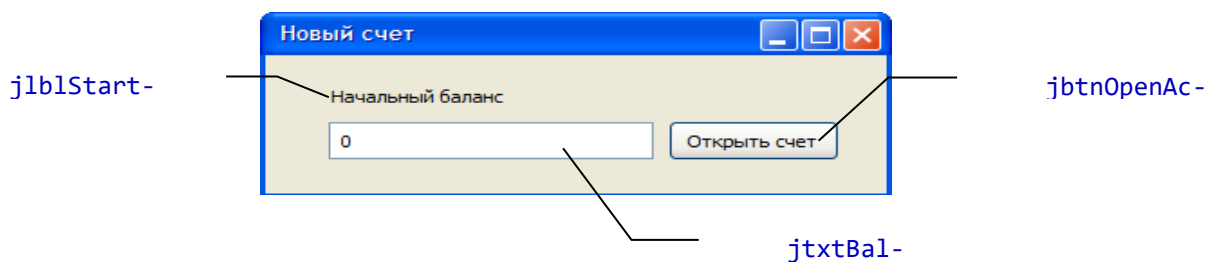 Новый счет
jlblStart-
jbtnOpenAc-
Начальный баланс
0
Открыть счет
jtxtBal-